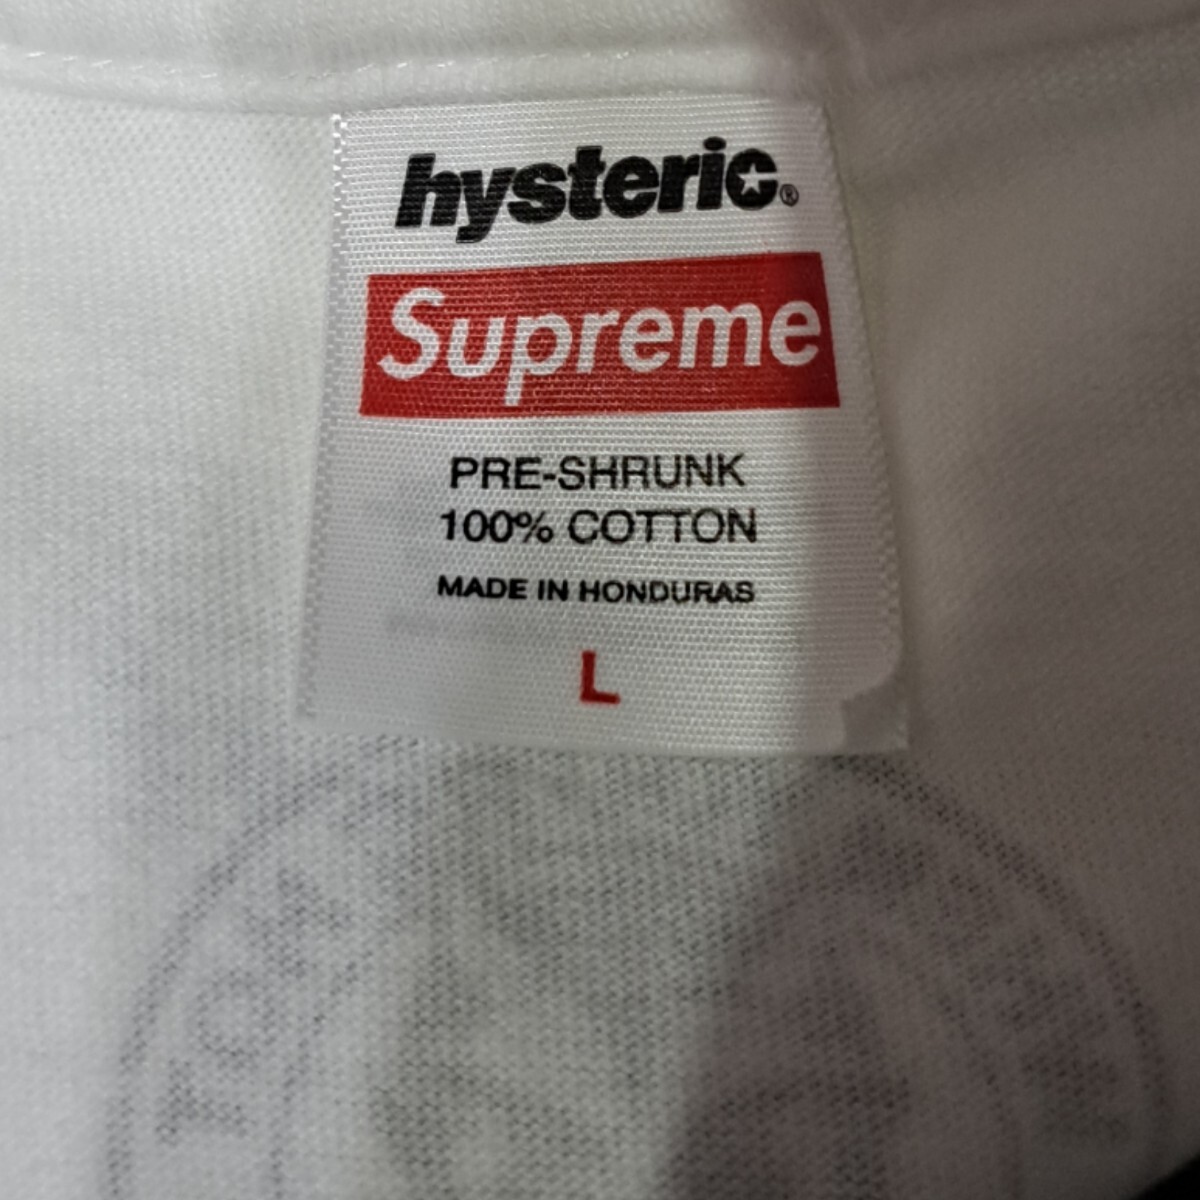 hysteric®
Supreme
PRE-SHRUNK
100% COTTON
MADE IN HONDURAS
L